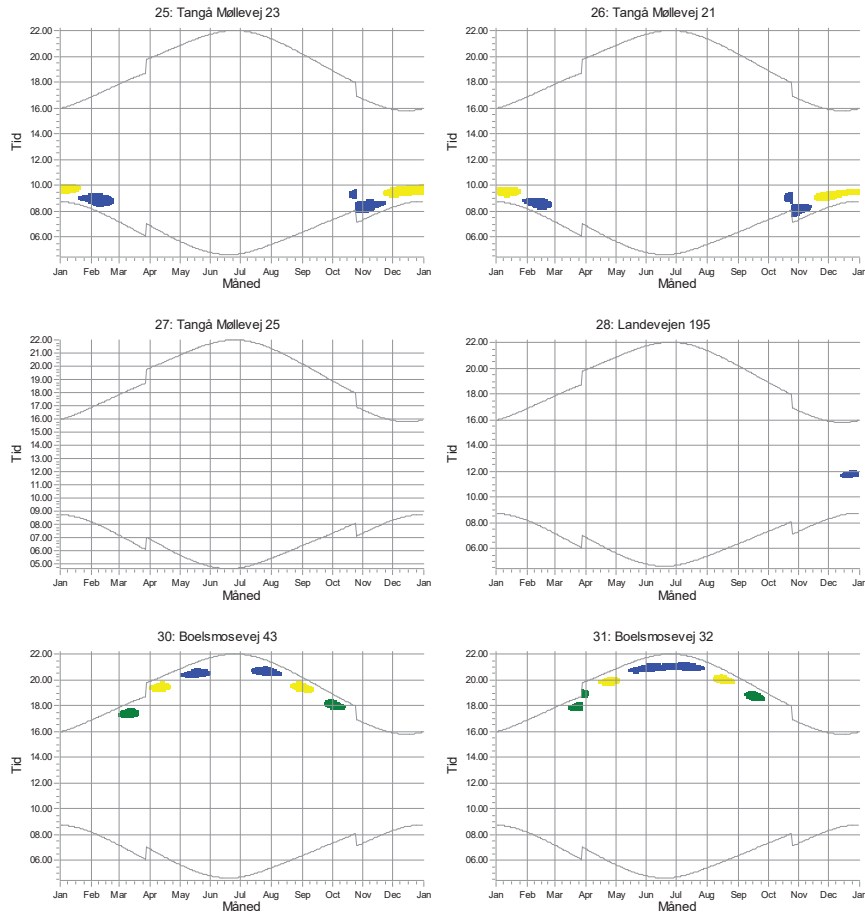 25: Tangå Møllevej 23
22.00
20.00
18.00
16.00
14.00
12.00
10.00
08.00
06.00
Tid
Jan Feb Mar Apr May Jun Jul Aug Sep Oct Nov Dec Jan
Måned
26: Tangå Møllevej 21
22.00
20.00
18.00
16.00
14.00
12.00
10.00
08.00
06.00
Tid
Jan Feb Mar Apr May Jun Jul Aug Sep Oct Nov Dec Jan
Måned
27: Tangå Møllevej 25
22.00
21.00
20.00
19.00
18.00
17.00
16.00
15.00
14.00
13.00
12.00
11.00
10.00
09.00
08.00
07.00
06.00
05.00
Tid
Jan Feb Mar Apr May Jun Jul Aug Sep Oct Nov Dec Jan
Måned
28: Landevejen 195
22.00
20.00
18.00
16.00
14.00
12.00
10.00
08.00
06.00
Tid
Jan Feb Mar Apr May Jun Jul Aug Sep Oct Nov Dec Jan
Måned
30: Boelsmosevej 43
22.00
20.00
18.00
16.00
14.00
12.00
10.00
08.00
06.00
Tid
Jan Feb Mar Apr May Jun Jul Aug Sep Oct Nov Dec Jan
Måned
31: Boelsmosevej 32
22.00
20.00
18.00
16.00
14.00
12.00
10.00
08.00
06.00
Tid
Jan Feb Mar Apr May Jun Jul Aug Sep Oct Nov Dec Jan
Måned